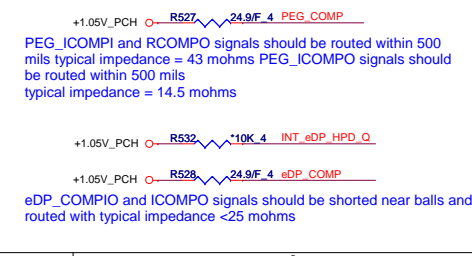 +1.05V_PCH R527 24.9/F_4 PEG_COMP
PEG_ICOMPI and RCOMPO signals should be routed within 500
mils typical impedance = 43 mohms PEG_ICOMPO signals should
be routed within 500 mils
typical impedance = 14.5 mohms
+1.05V_PCH R532 *10K_4 INT_eDP_HPD_Q
+1.05V_PCH R528 24.9/F_4 eDP_COMP
eDP_COMPIO and ICOMPO signals should be shorted near balls and
routed with typical impedance <25 mohms